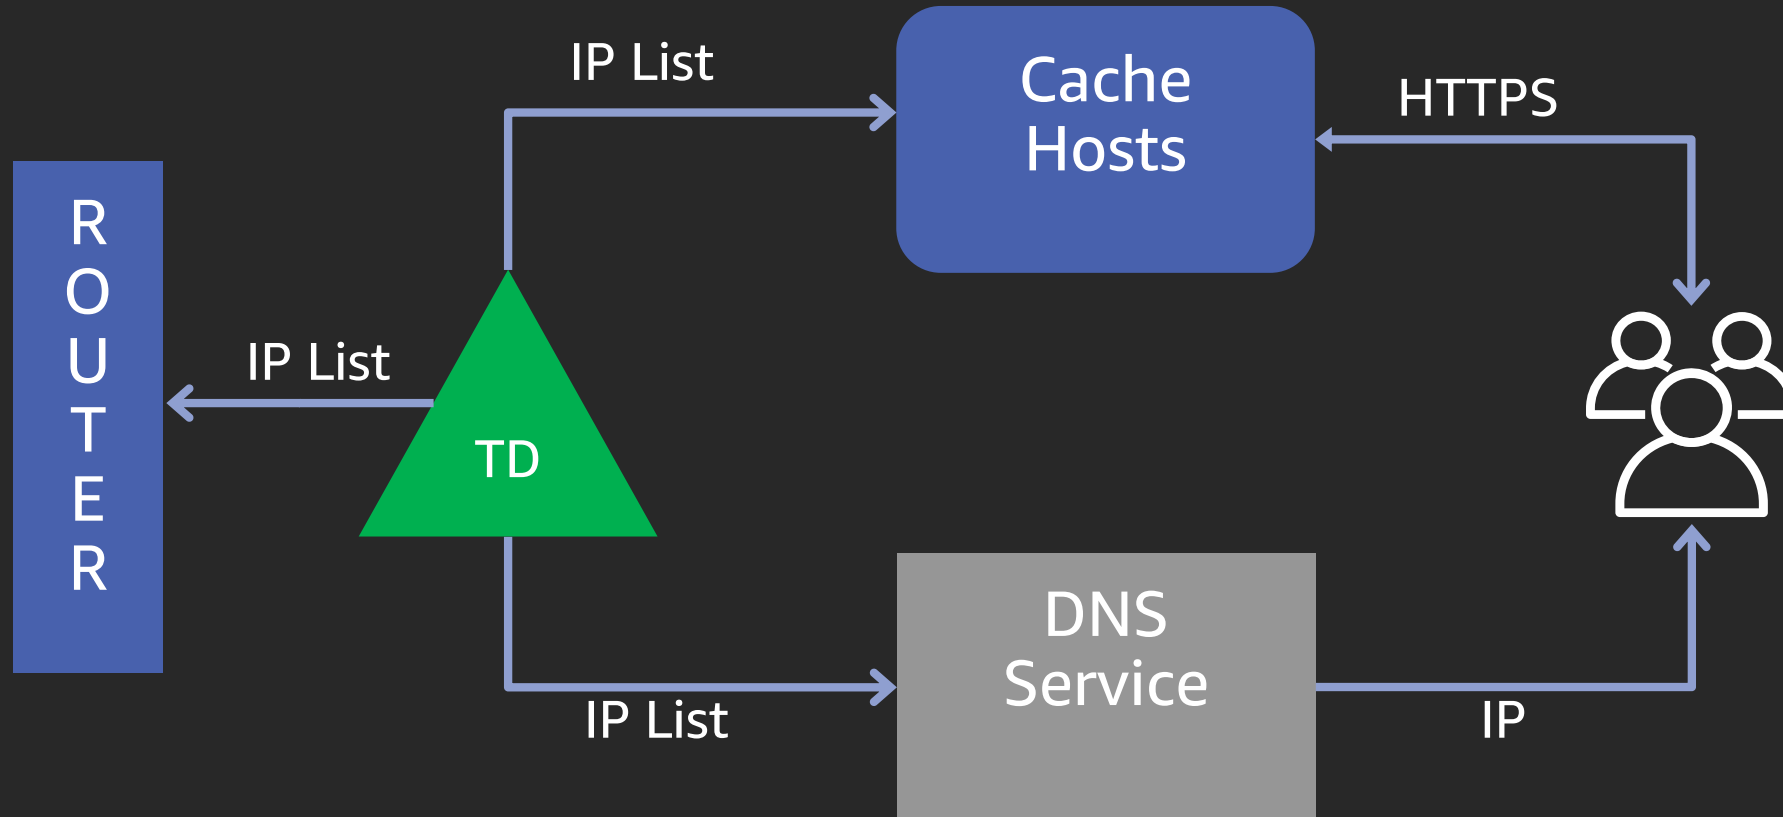 IP List
Cache
Hosts
HTTPS
R
O
U
T
E
R
IP List
TD
DNS
Service
IP List
IP